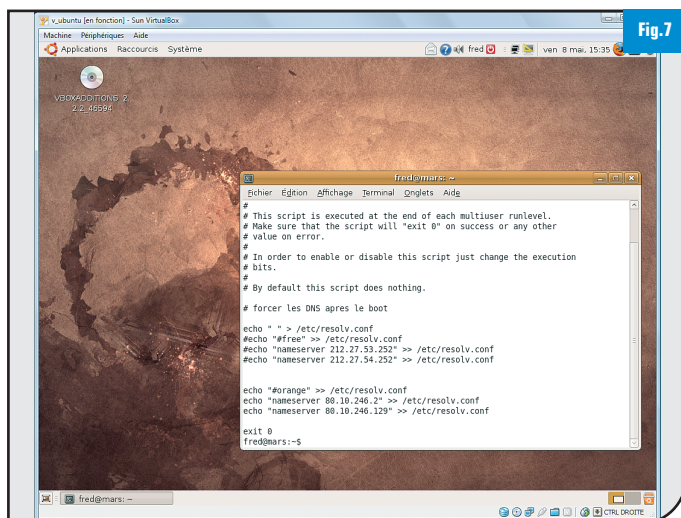 v_ubuntu [en fonction] - Sun VirtualBox
Fig.7
Machine Périphériques Aide
Applications Raccourcis Système
fred
ven 8 mai, 15:35
VBOXADDITIONS_2
2.2_46594
fred@mars: ~
Fichier Édition Affichage Terminal Onglets Aide
#
# This script is executed at the end of each multiuser runlevel.
# Make sure that the script will "exit 0" on success or any other
# value on error.
#
# In order to enable or disable this script just change the execution
# bits.
#
# By default this script does nothing.
# forcer les DNS apres le boot
echo " " > /etc/resolv.conf
#echo "#free" >> /etc/resolv.conf
#echo "nameserver 212.27.53.252" >> /etc/resolv.conf
#echo "nameserver 212.27.54.252" >> /etc/resolv.conf
echo "#orange" >> /etc/resolv.conf
echo "nameserver 80.10.246.2" >> /etc/resolv.conf
echo "nameserver 80.10.246.129" >> /etc/resolv.conf
exit 0
fred@mars:~$
fred@mars: ~
CTRL DROITE